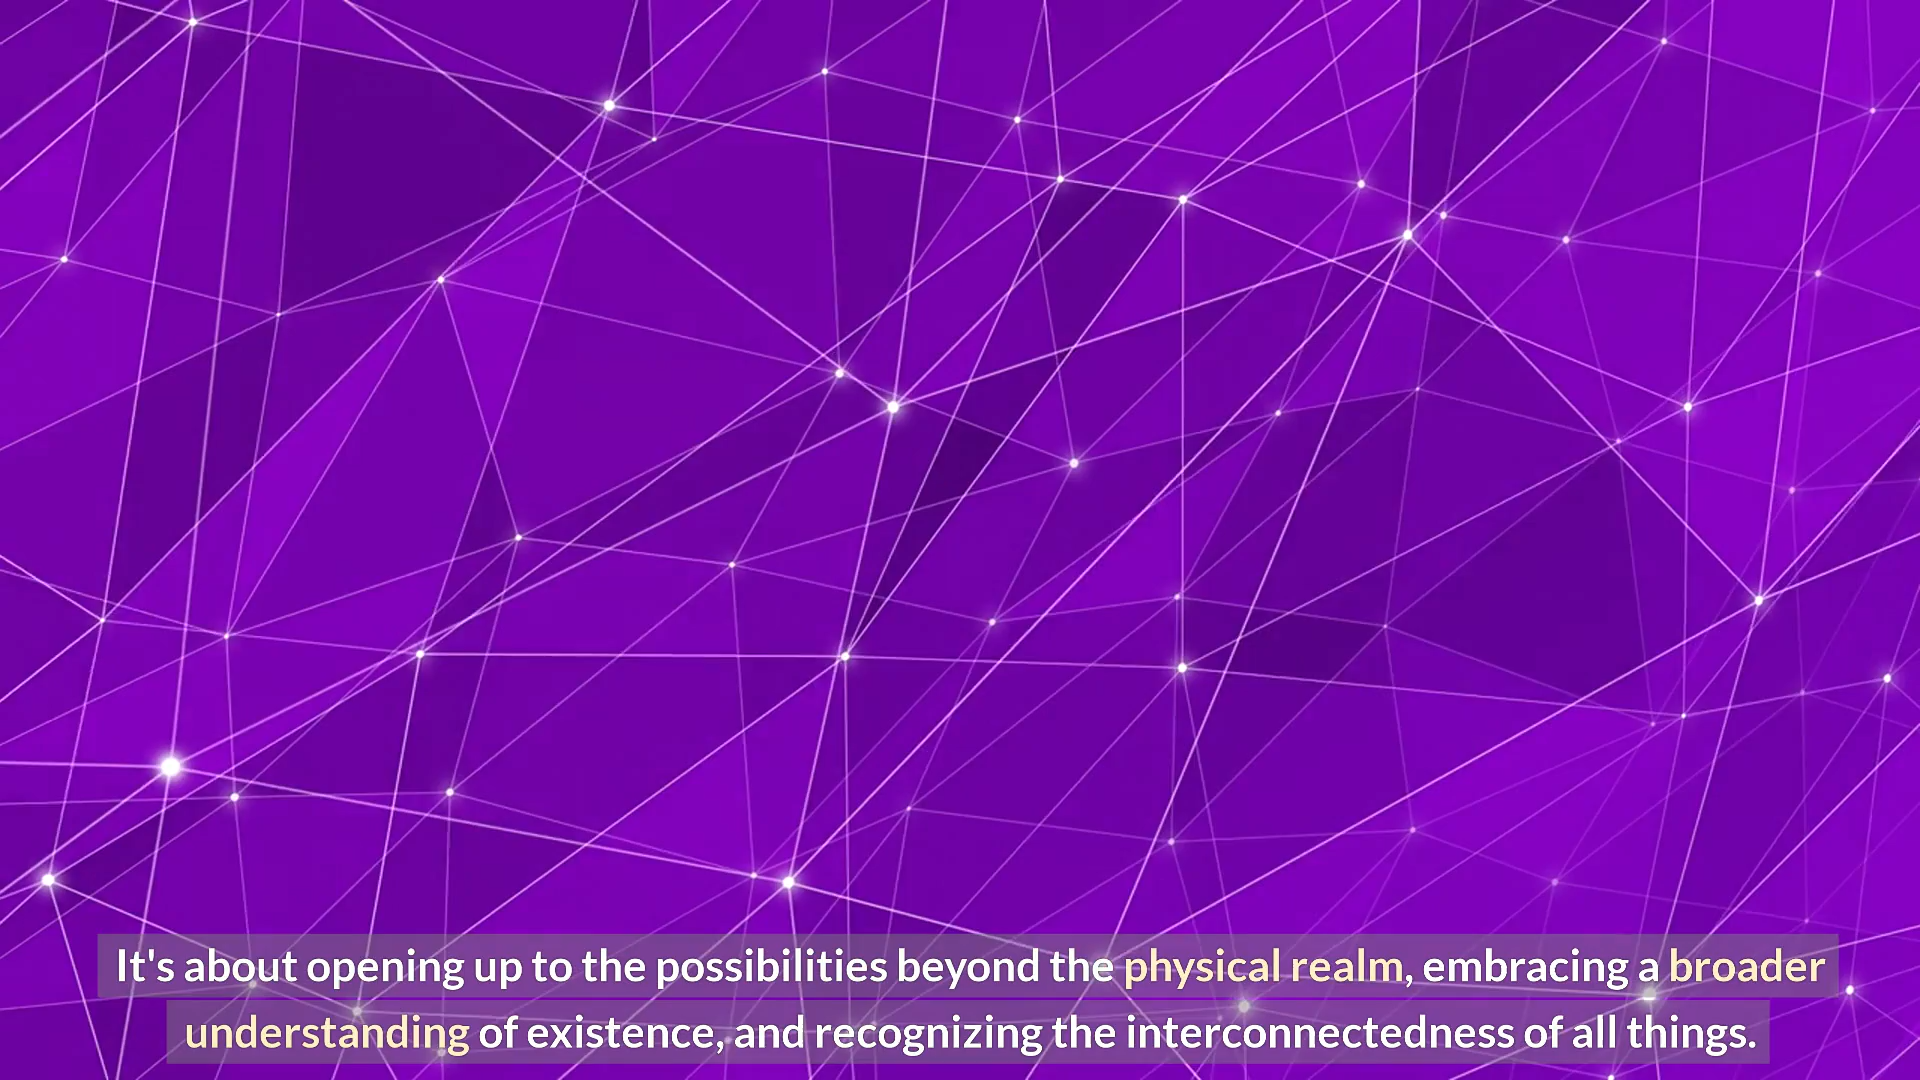 It's about opening up to the possibilities beyond the physical realm, embracing a broader
understanding of existence, and recognizing the interconnectedness of all things.